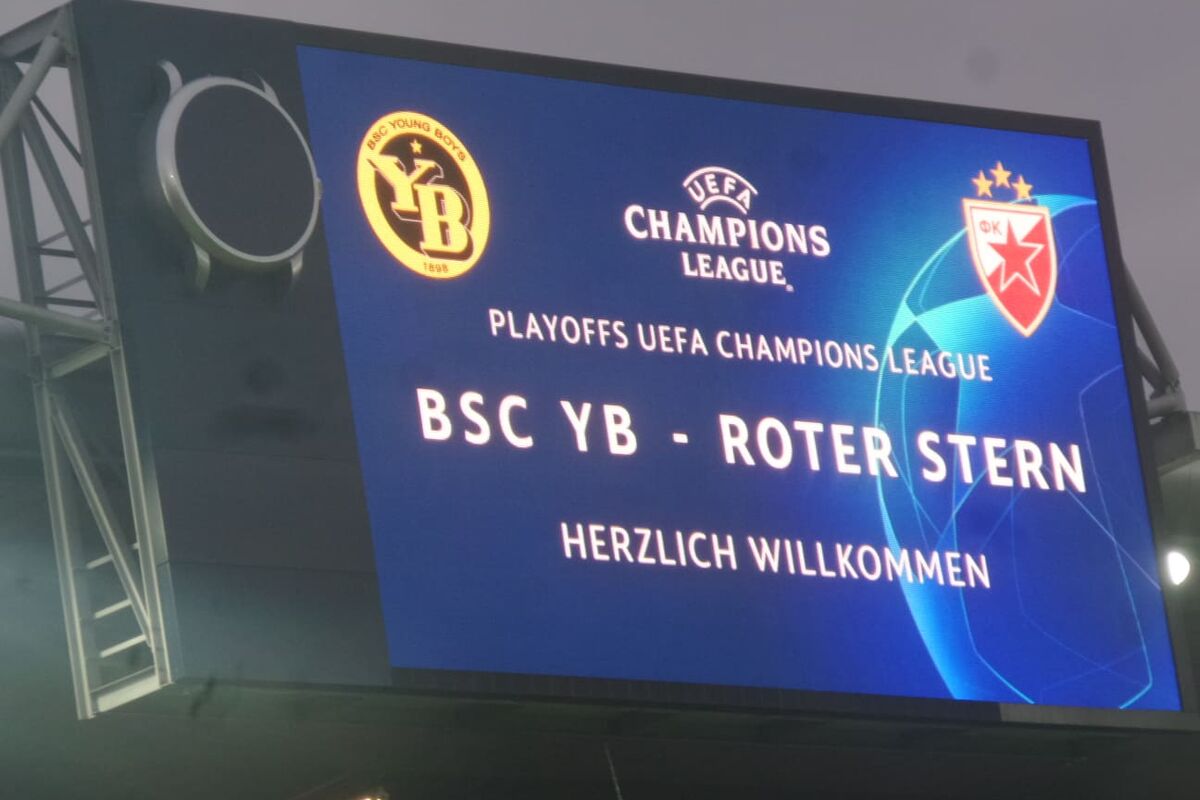 BSC YOUNG BOYS
YB
1898
UEFA
CHAMPIONS
LEAGUE.
ФК
PLAYOFFS UEFA CHAMPIONS LEAGUE
BSC YB - ROTER STERN
HERZLICH WILLKOMMEN